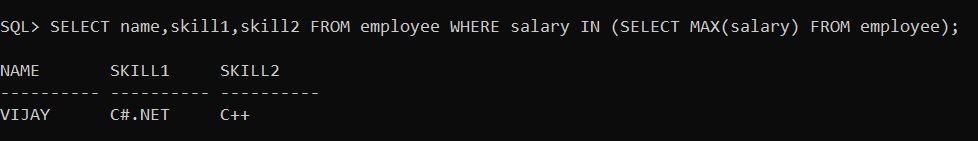 SQL> SELECT name,skill1,skill2 FROM employee WHERE salary IN (SELECT MAX(salary) FROM employee);
NAME       SKILL1     SKILL2
---------- ---------- ----------
VIJAY      C#.NET     C++